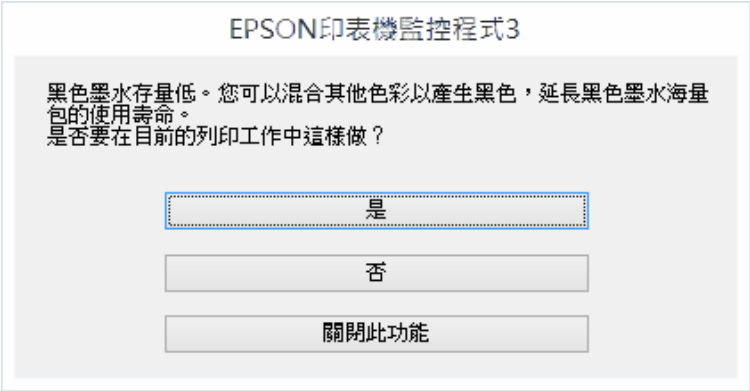 EPSON印表機監控程式3
黑色墨水存量低。您可以混合其他色彩以產生黑色，延長黑色墨水海量
包的使用壽命。
是否要在目前的列印工作中這樣做？
是
否
關閉此功能